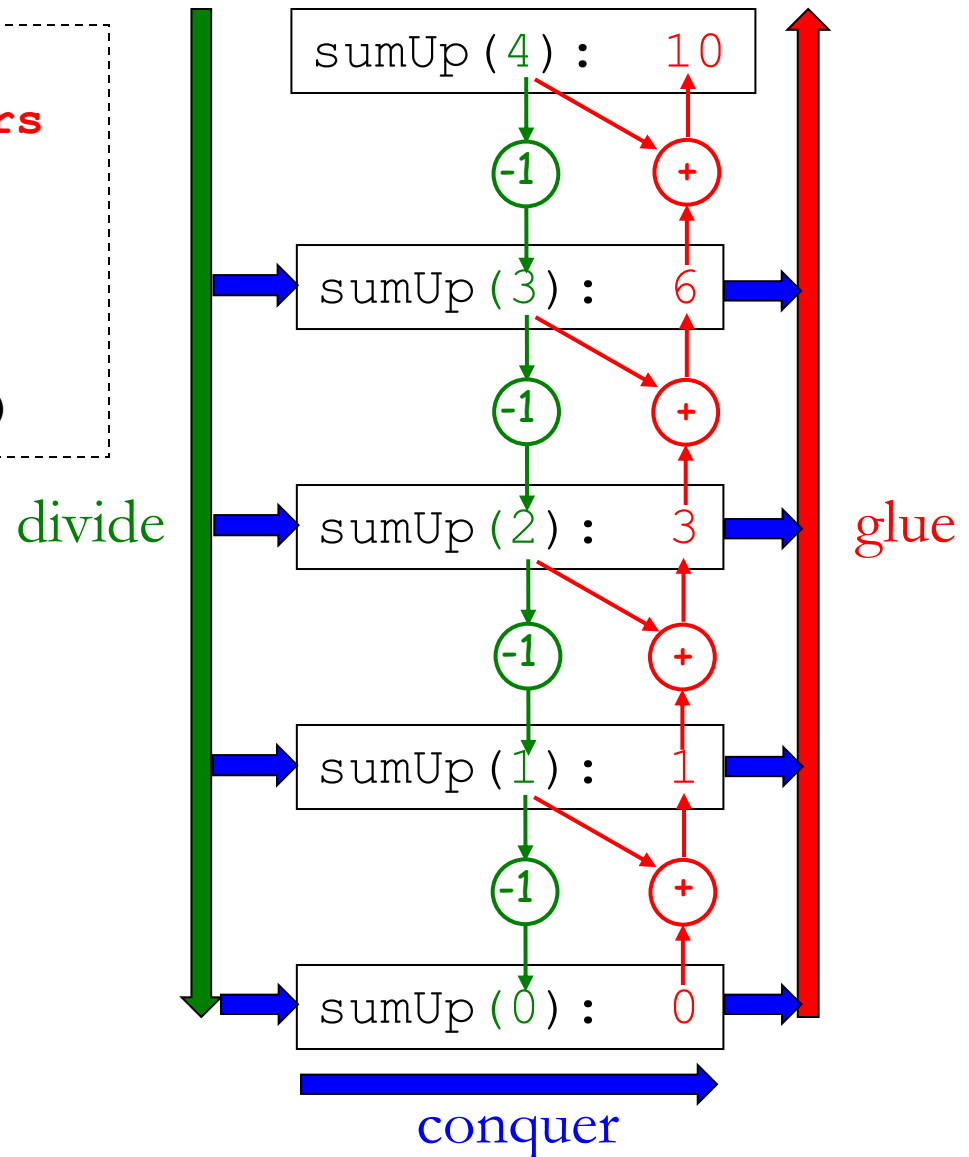 rs
)
sumUp(4): 10
-1 +
sumUp(3): 6
-1 +
divide
sumUp(2): 3
glue
-1 +
sumUp(1): 1
-1 +
sumUp(0): 0
conquer